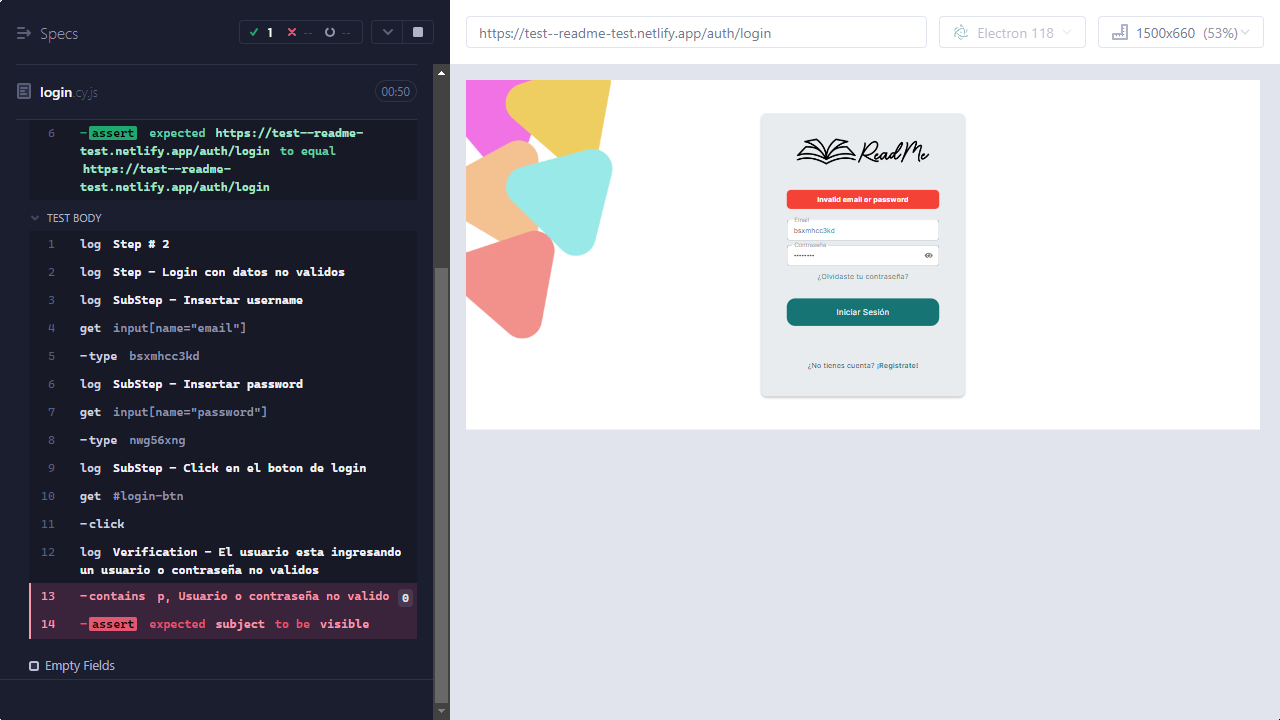 Specs
1
--
--
https://test--readme-test.netlify.app/auth/login
Electron 118
1500x660 (53%)
login.cy.js
00:50
6 -assert expected https://test--readme-
test.netlify.app/auth/login to equal
https://test--readme-
test.netlify.app/auth/login
TEST BODY
1 log Step # 2
2 log Step - Login con datos no validos
3 log SubStep - Insertar username
4 get input[name="email"]
5 -type bsxmhcc3kd
6 log SubStep - Insertar password
7 get input[name="password"]
8 -type nwg56xng
9 log SubStep - Click en el boton de login
10 get #login-btn
11 -click
12 log Verification - El usuario esta ingresando
un usuario o contraseña no validos
13 -contains p, Usuario o contraseña no valido 0
14 -assert expected subject to be visible
Empty Fields
ReadMe
Invalid email or password
Email
bsxmhcc3kd
Contraseña
¿Olvidaste tu contraseña?
Iniciar Sesión
¿No tienes cuenta? ¡Registrate!